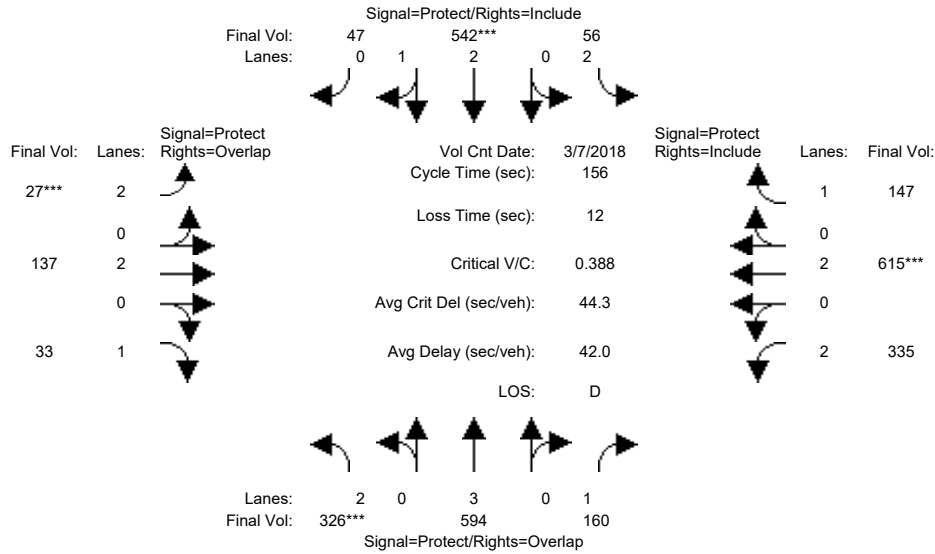 Signal=Protect/Rights=Include
Final Vol: 47 542*** 56
Lanes: 0 1 2 0 2
Signal=Protect Signal=Protect
Final Vol: Lanes: Rights=Overlap Vol Cnt Date: 3/7/2018 Rights=Include Lanes: Final Vol:
Cycle Time (sec): 156
27*** 2 1 147
Loss Time (sec): 12
0 0
137 2 Critical V/C: 0.388 2 615***
0 Avg Crit Del (sec/veh): 44.3 0
33 1 Avg Delay (sec/veh): 42.0 2 335
LOS: D
Lanes: 2 0 3 0 1
Final Vol: 326*** 594 160
Signal=Protect/Rights=Overlap